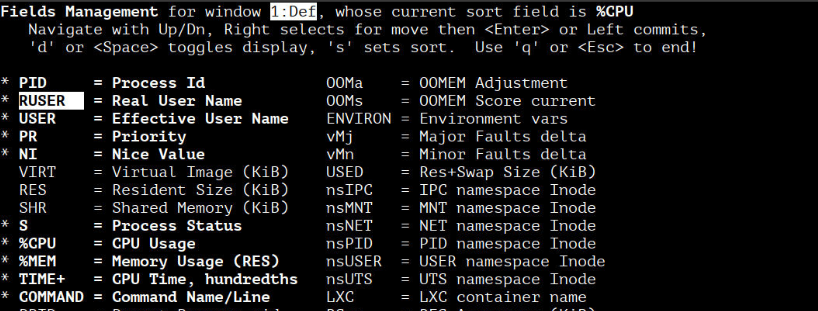 Fields Management for window 1:Def, whose current sort field is %CPU
Navigate with Up/Dn, Right selects for move then <Enter> or Left commits,
'd' or <Space> toggles display, 's' sets sort. Use 'q' or <Esc> to end!
* PID = Process Id OOMa = OOMEM Adjustment
* RUSER = Real User Name OOMs = OOMEM Score current
* USER = Effective User Name ENVIRON = Environment vars
* PR = Priority vMj = Major Faults delta
* NI = Nice Value vMn = Minor Faults delta
VIRT = Virtual Image (KiB) USED = Res+Swap Size (KiB)
RES = Resident Size (KiB) nsIPC = IPC namespace Inode
SHR = Shared Memory (KiB) nsMNT = MNT namespace Inode
* S = Process Status nsNET = NET namespace Inode
* %CPU = CPU Usage nsPID = PID namespace Inode
* %MEM = Memory Usage (RES) nsUSER = USER namespace Inode
* TIME+ = CPU Time, hundredths nsUTS = UTS namespace Inode
* COMMAND = Command Name/Line LXC = LXC container name